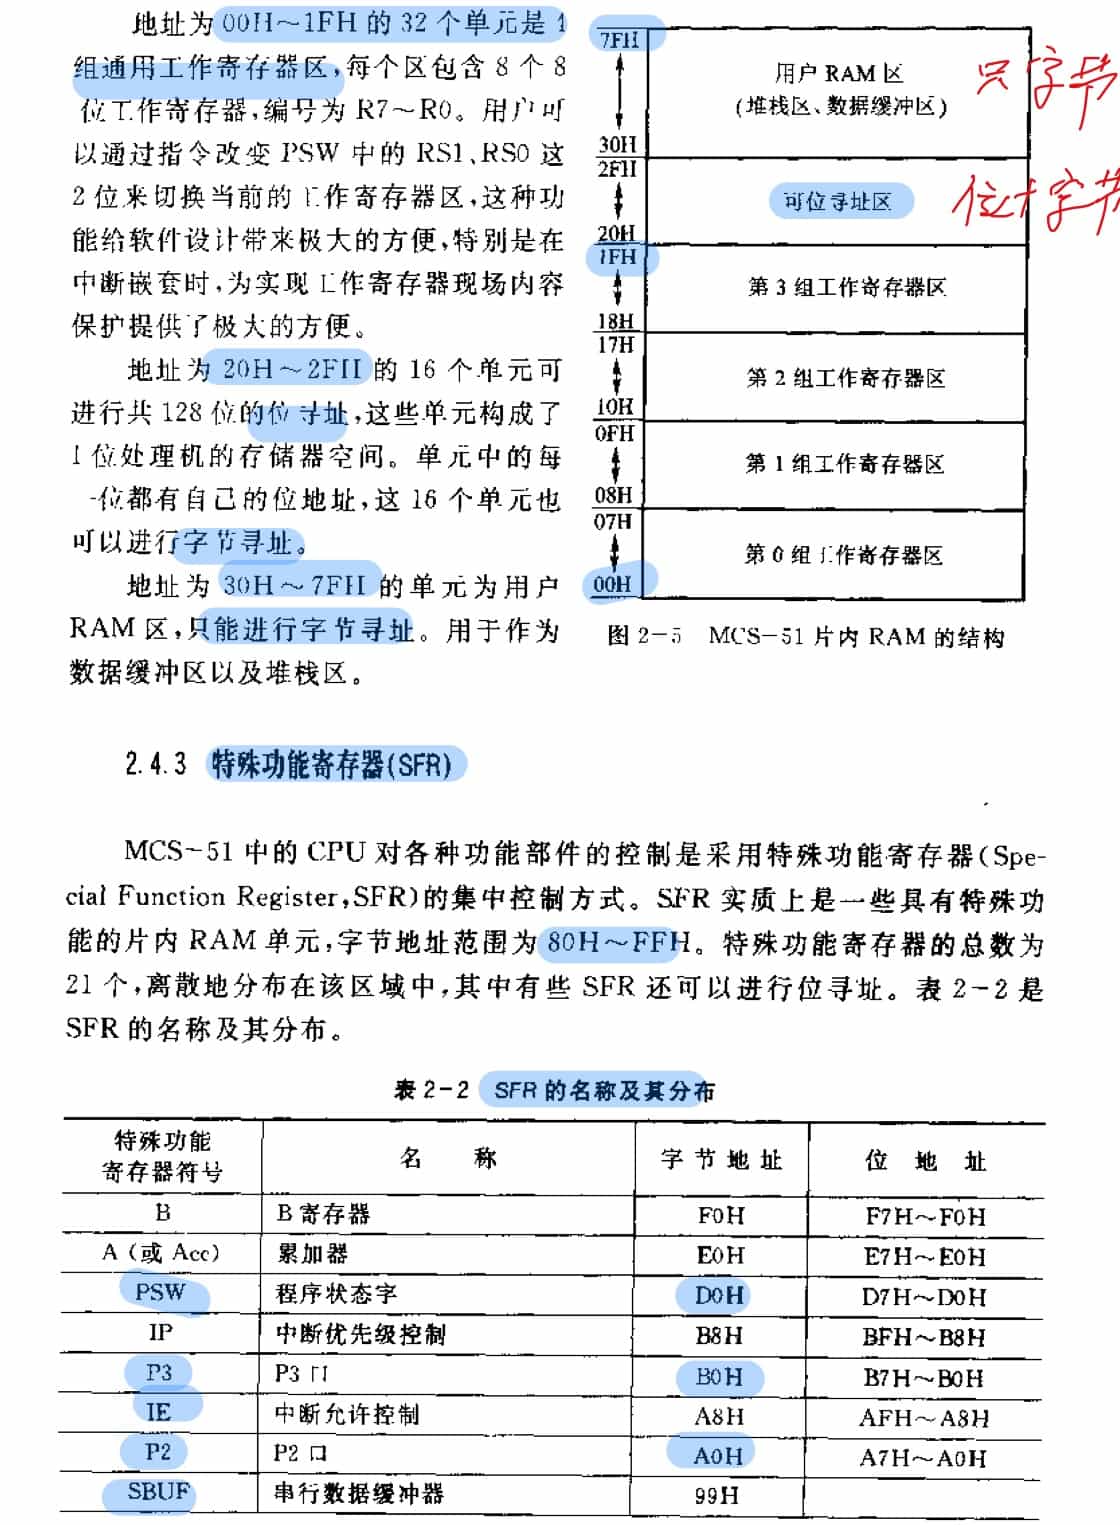 地址为 00H～1FH 的 32 个单元是 4
组通用工作寄存器区,每个区包含 8 个 8
位工作寄存器,编号为 R7～R0。用户可
以通过指令改变 PSW 中的 RS1、RS0 这
2 位来切换当前的工作寄存器区,这种功
能给软件设计带来极大的方便,特别是在
中断嵌套时,为实现工作寄存器现场内容
保护提供了极大的方便。
地址为 20H～2FH 的 16 个单元可
进行共 128 位的位寻址,这些单元构成了
1 位处理机的存储器空间。单元中的每
一位都有自己的位地址,这 16 个单元也
可以进行字节寻址。
地址为 30H～7FH 的单元为用户
RAM 区,只能进行字节寻址。用于作为
数据缓冲区以及堆栈区。
7FH
用户 RAM 区
(堆栈区、数据缓冲区)
只字节
30H
2FH
可位寻址区
位+字节
20H
1FH
第 3 组工作寄存器区
18H
17H
第 2 组工作寄存器区
10H
0FH
第 1 组工作寄存器区
08H
07H
第 0 组工作寄存器区
00H
图 2-5 MCS-51 片内 RAM 的结构
2.4.3 特殊功能寄存器(SFR)
MCS-51 中的 CPU 对各种功能部件的控制是采用特殊功能寄存器(Spe-
cial Function Register,SFR)的集中控制方式。SFR 实质上是一些具有特殊功
能的片内 RAM 单元,字节地址范围为 80H～FFH。特殊功能寄存器的总数为
21 个,离散地分布在该区域中,其中有些 SFR 还可以进行位寻址。表 2-2 是
SFR 的名称及其分布。
表 2-2 SFR 的名称及其分布
特殊功能
寄存器符号 名 称 字节地址 位 地 址
B B 寄存器 F0H F7H～F0H
A(或 Acc) 累加器 E0H E7H～E0H
PSW 程序状态字 D0H D7H～D0H
IP 中断优先级控制 B8H BFH～B8H
P3 P3 口 B0H B7H～B0H
IE 中断允许控制 A8H AFH～A8H
P2 P2 口 A0H A7H～A0H
SBUF 串行数据缓冲器 99H